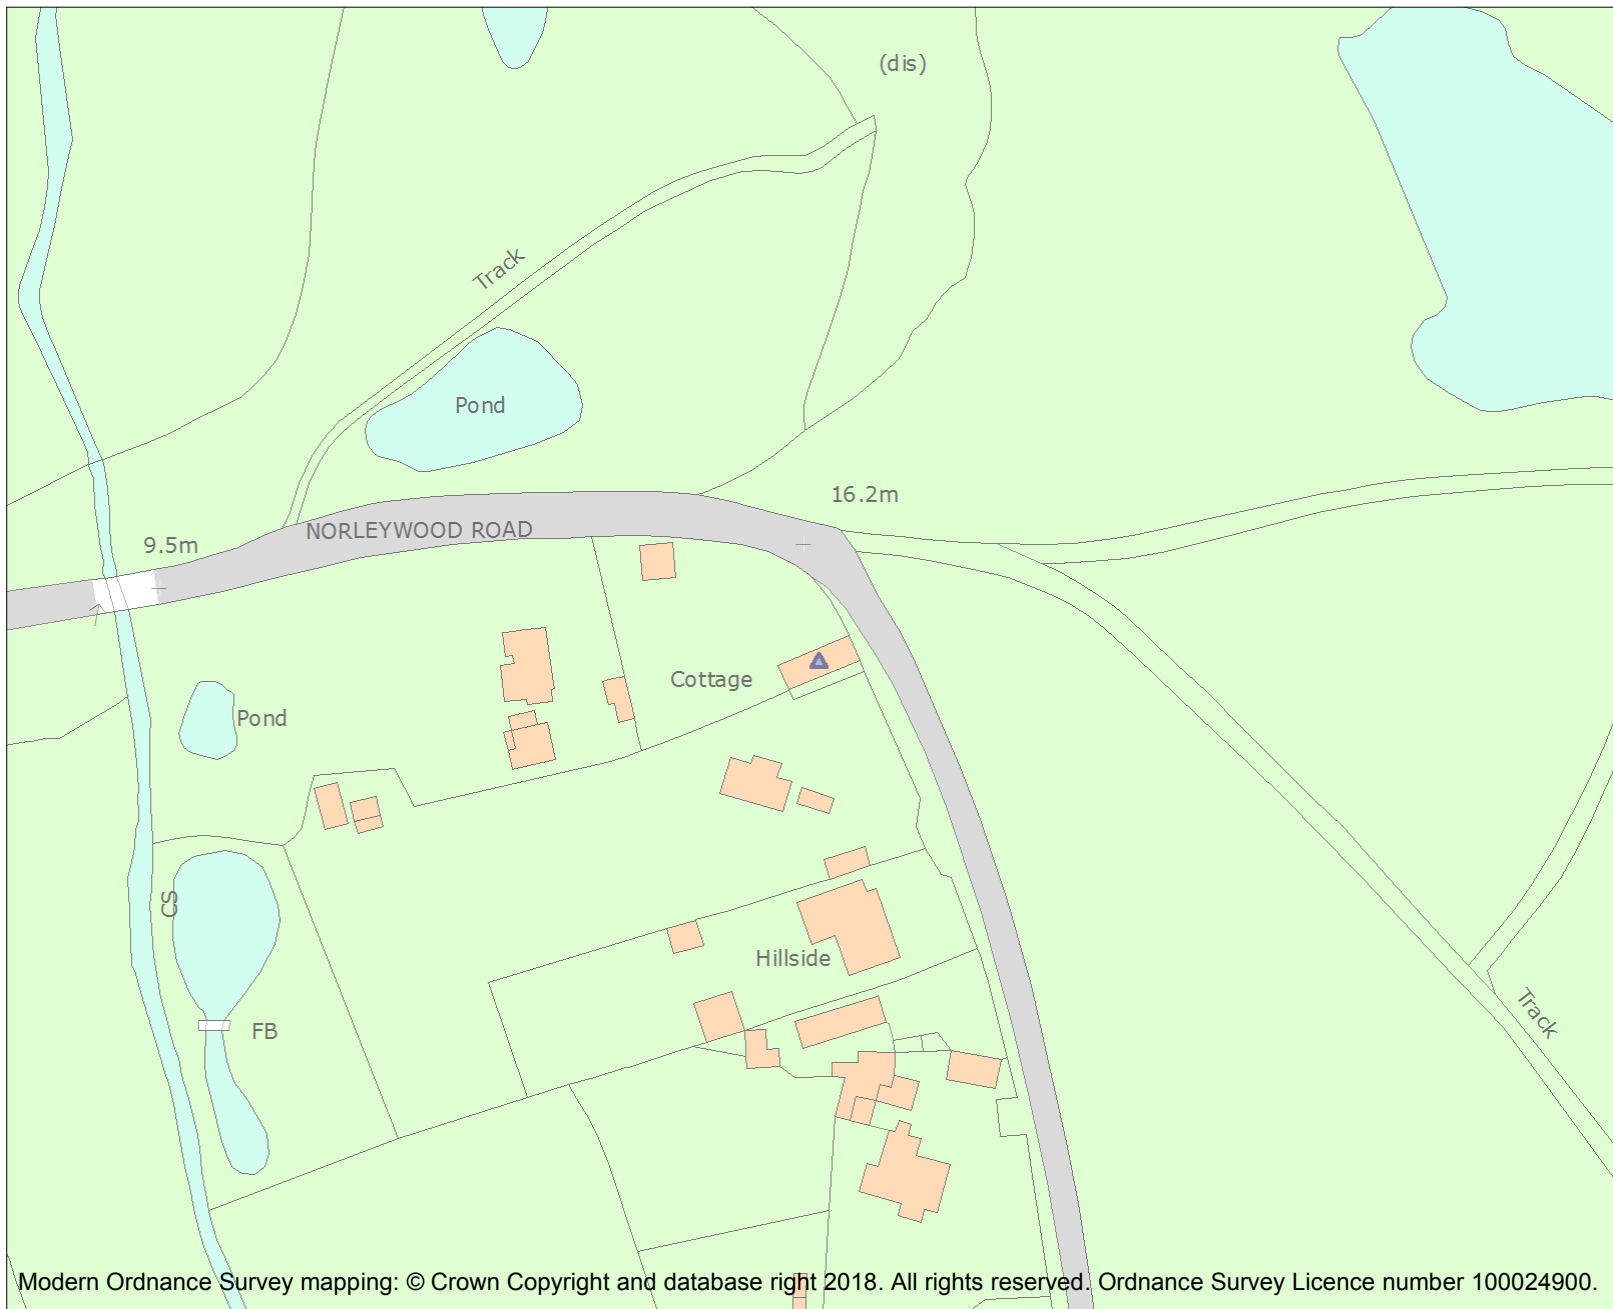 (dis)
Track
Pond
16.2m
NORLEYWOOD ROAD
9.5m
Cottage
Pond
CS
Hillside
FB
Track
Modern Ordnance Survey mapping: © Crown Copyright and database right 2018. All rights reserved. Ordnance Survey Licence number 100024900.